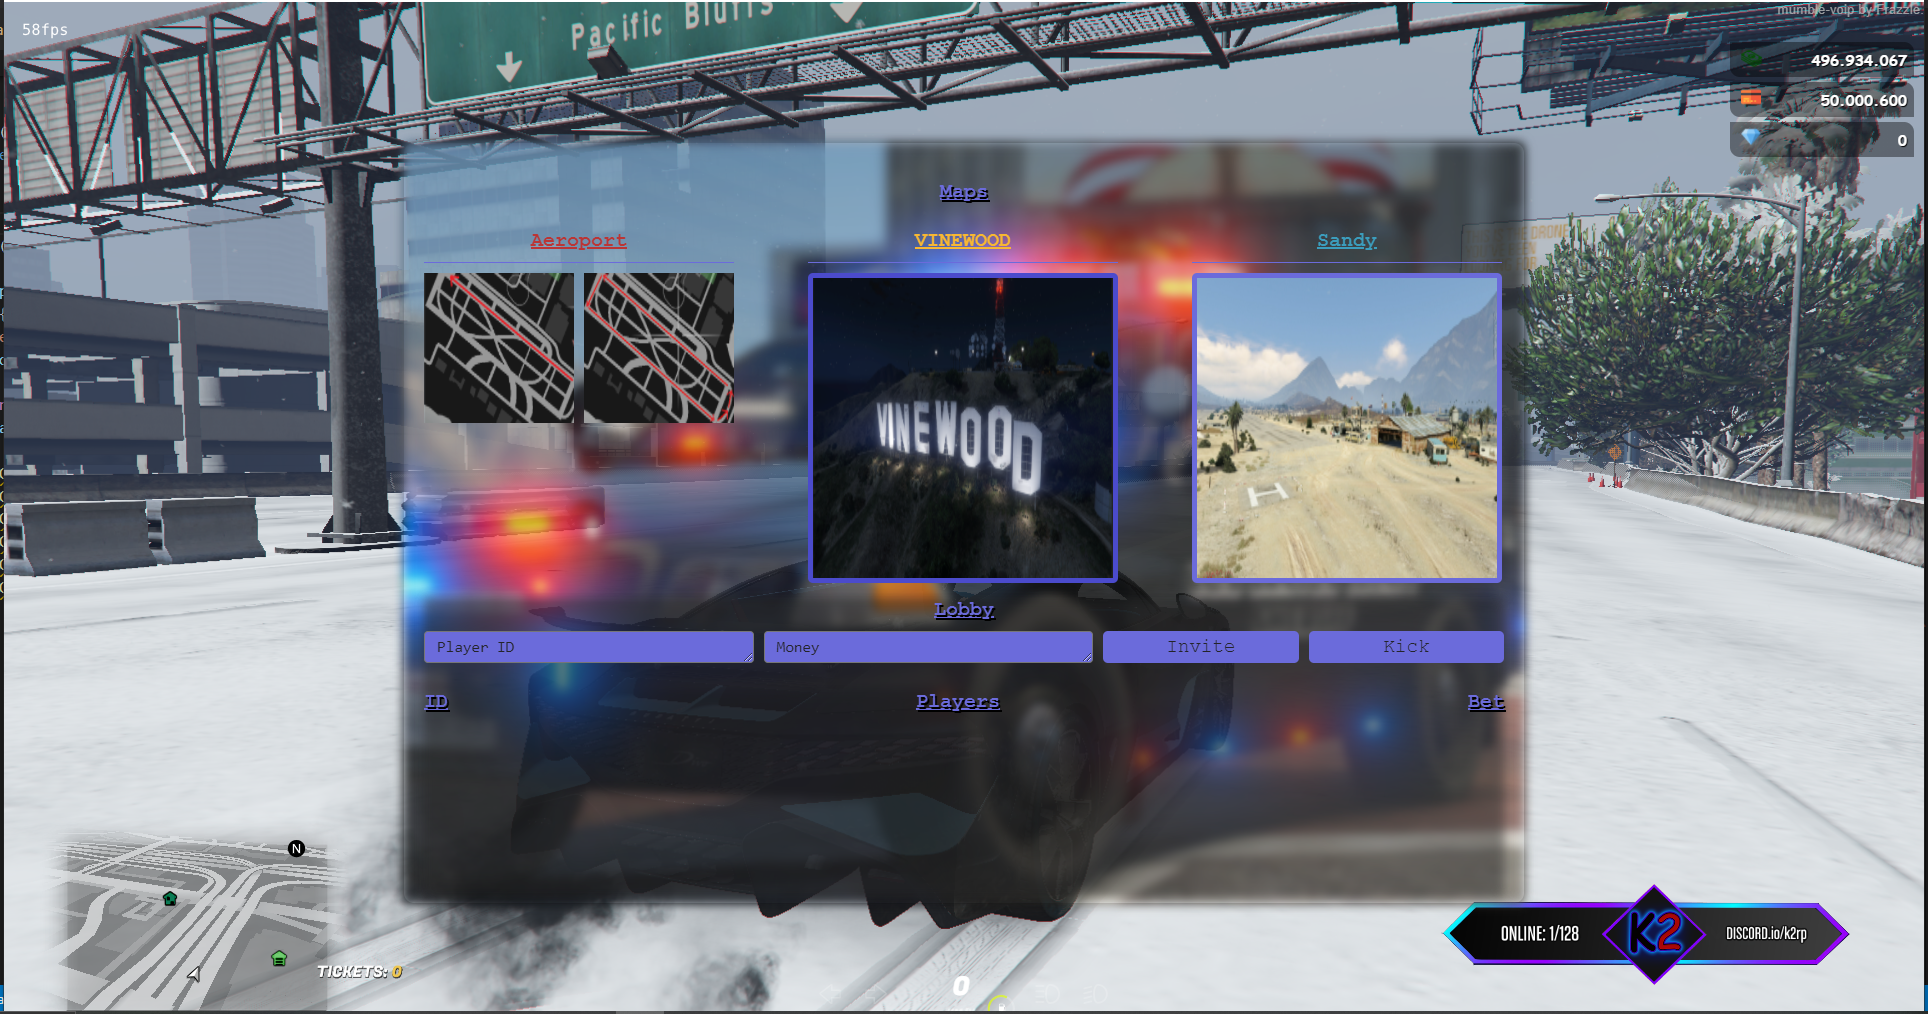 58fps
Pacific Bluffs
mumble-voip by Frazzle
496.934.067
50.000.600
0
Maps
Aeroport
VINEWOOD
Sandy
VINEWOOD
H
Lobby
Player ID
Money
Invite
Kick
ID
Players
Bet
N
TICKETS: 0
0
ONLINE: 1/128
K2
DISCORD.io/k2rp